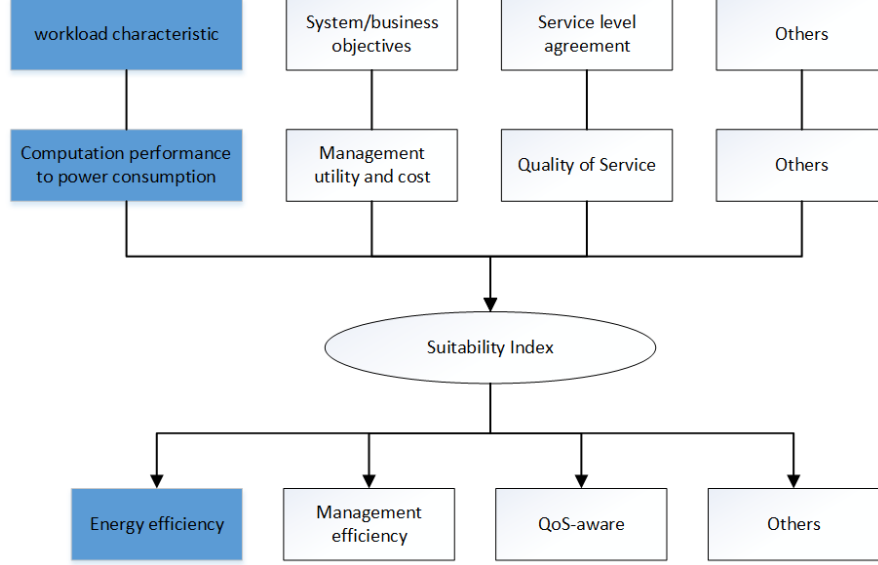 workload characteristic
System/business
objectives
Service level
agreement
Others
Computation performance
to power consumption
Management
utility and cost
Quality of Service
Others
Suitability Index
Energy efficiency
Management
efficiency
QoS-aware
Others